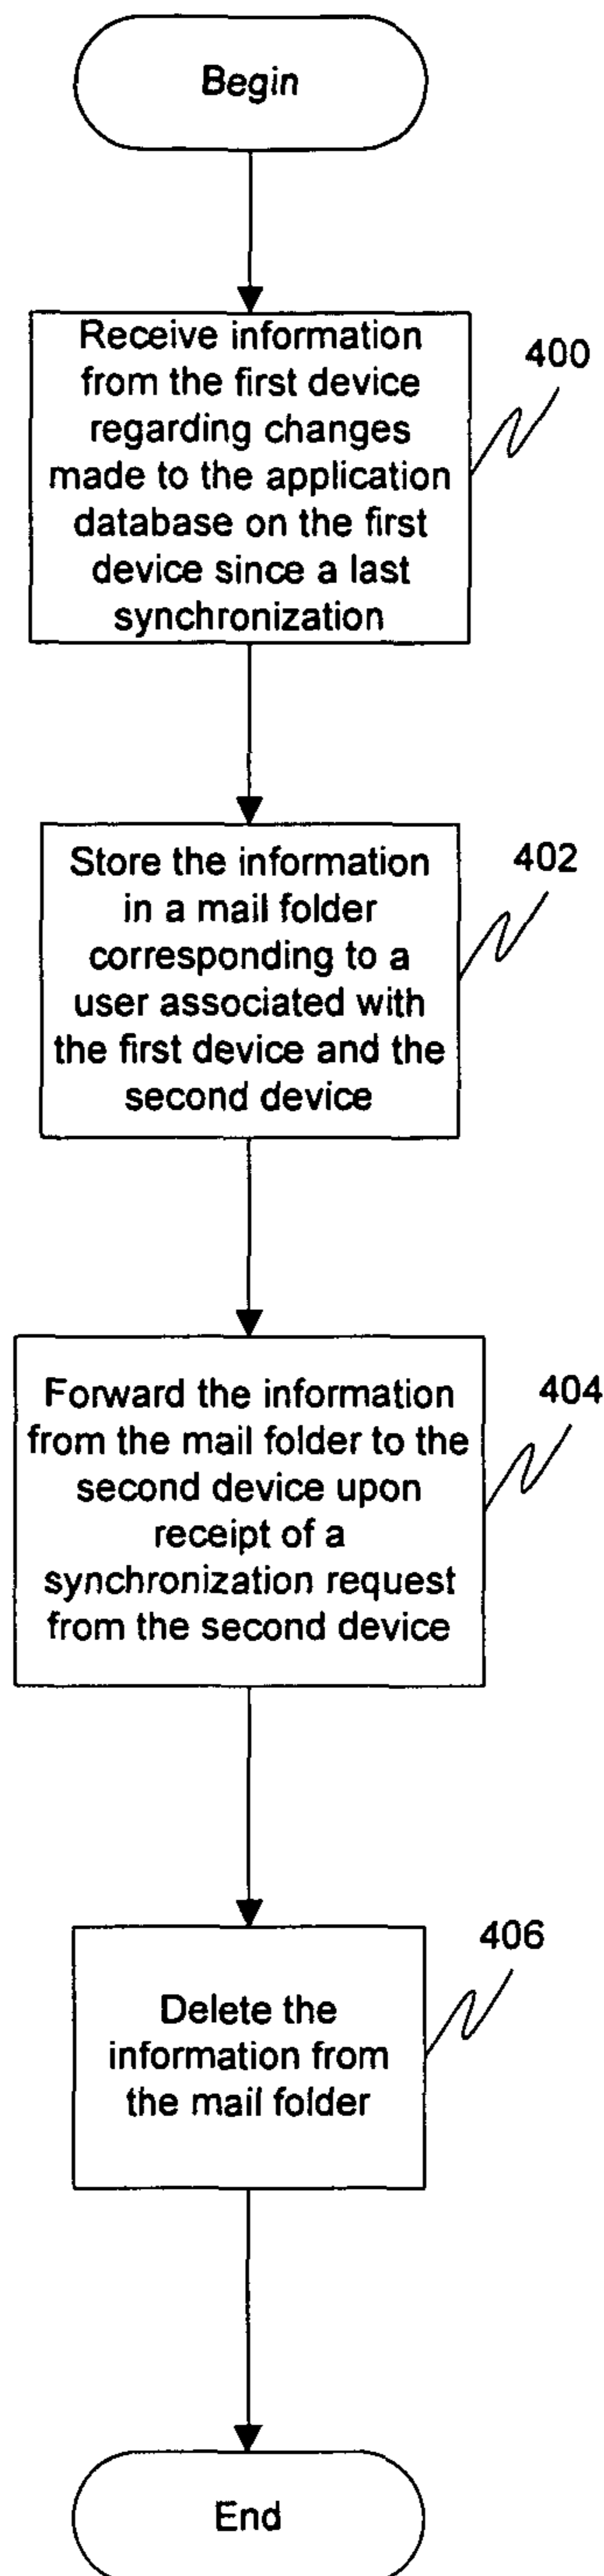 Begin
Receive information
from the first device
regarding changes
made to the application
database on the first
device since a last
synchronization
400
Store the information
in a mail folder
corresponding to a
user associated with
the first device and the
second device
402
Forward the information
from the mail folder to the
second device upon
receipt of a
synchronization request
from the second device
404
Delete the
information from
the mail folder
406
End